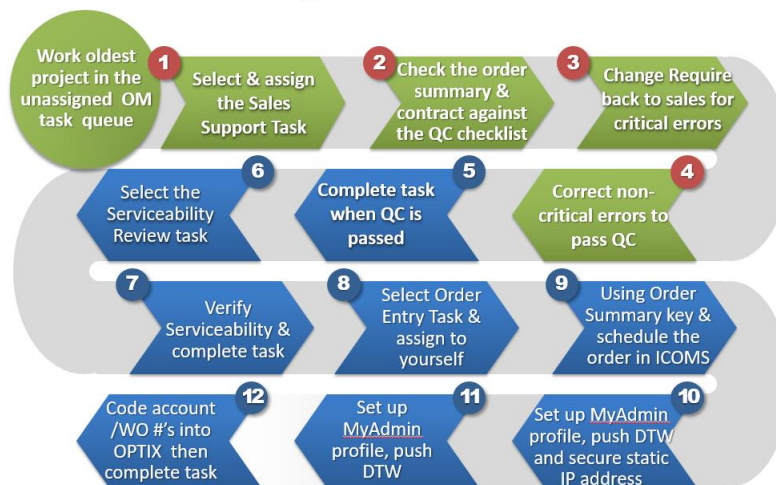 Work oldest
project in the
unassigned OM
task queue
1
Select & assign
the Sales
Support Task
2
Check the order
summary &
contract against
the QC checklist
3
Change Require
back to sales for
critical errors
4
Correct non-
critical errors to
pass QC
5
Complete task
when QC is
passed
6
Select the
Serviceability
Review task
7
Verify
Serviceability &
complete task
8
Select Order
Entry Task &
assign to
yourself
9
Using Order
Summary key &
schedule the
order in ICOMS
10
Set up MyAdmin
profile, push DTW
and secure static
IP address
11
Set up
MyAdmin
profile, push
DTW
12
Code account
/WO #'s into
OPTIX then
complete task